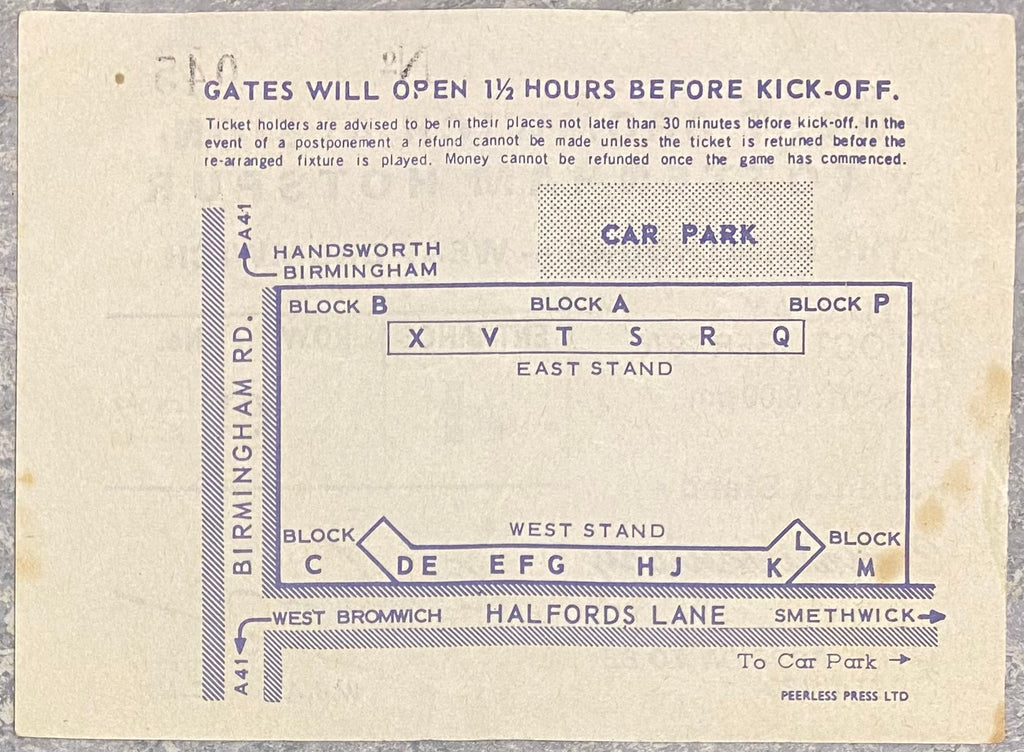 GATES WILL OPEN 1½ HOURS BEFORE KICK-OFF.
Ticket holders are advised to be in their places not later than 30 minutes before kick-off. In the
event of a postponement a refund cannot be made unless the ticket is returned before the
re-arranged fixture is played. Money cannot be refunded once the game has commenced.
A41
HANDSWORTH
BIRMINGHAM
CAR PARK
BLOCK B
BLOCK A
BLOCK P
X V T S R Q
EAST STAND
BIRMINGHAM RD.
WEST STAND
BLOCK
C
D E E F G H J K
L
BLOCK
M
A41
WEST BROMWICH
HALFORDS LANE
SMETHWICK
To Car Park
PEERLESS PRESS LTD